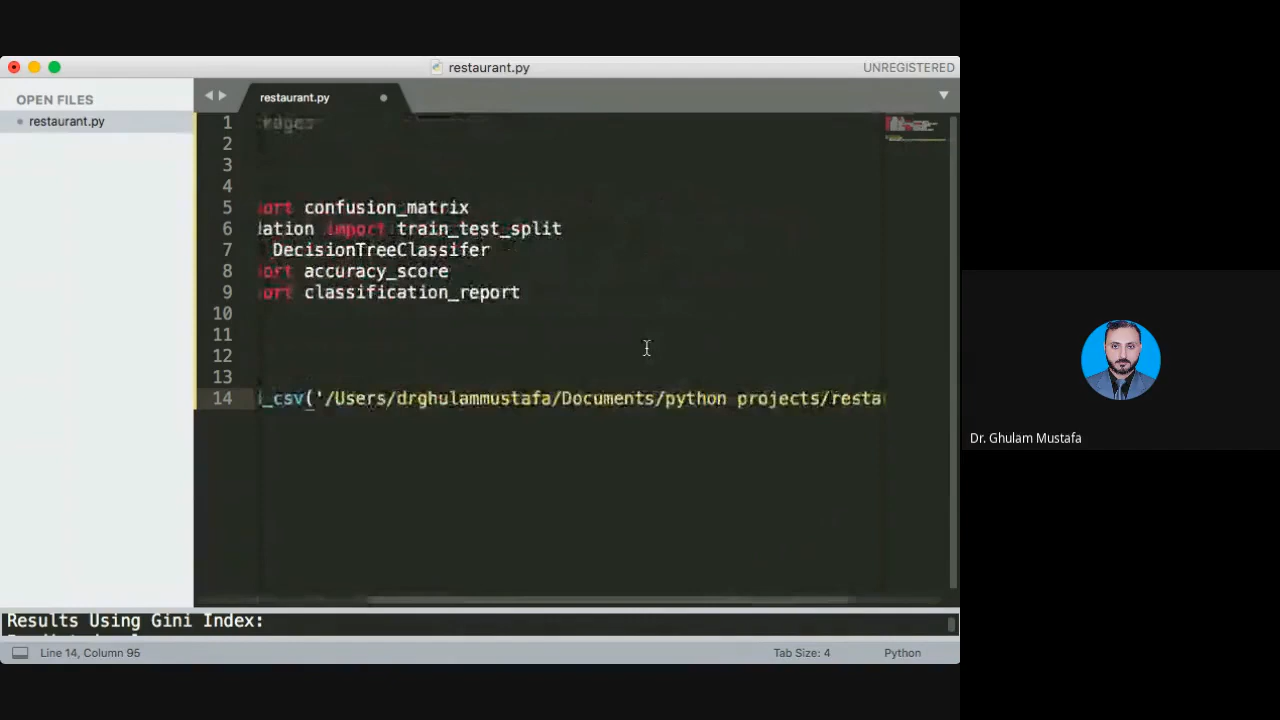 restaurant.py
UNREGISTERED
OPEN FILES
restaurant.py
restaurant.py
1
2
3
4
5 ort confusion_matrix
6 lation import train_test_split
7 DecisionTreeClassifer
8 ort accuracy_score
9 ort classification_report
10
11
12
13
14 _csv('/Users/drghulammustafa/Documents/python projects/resta
Results Using Gini Index:
Line 14, Column 95
Tab Size: 4
Python
Dr. Ghulam Mustafa